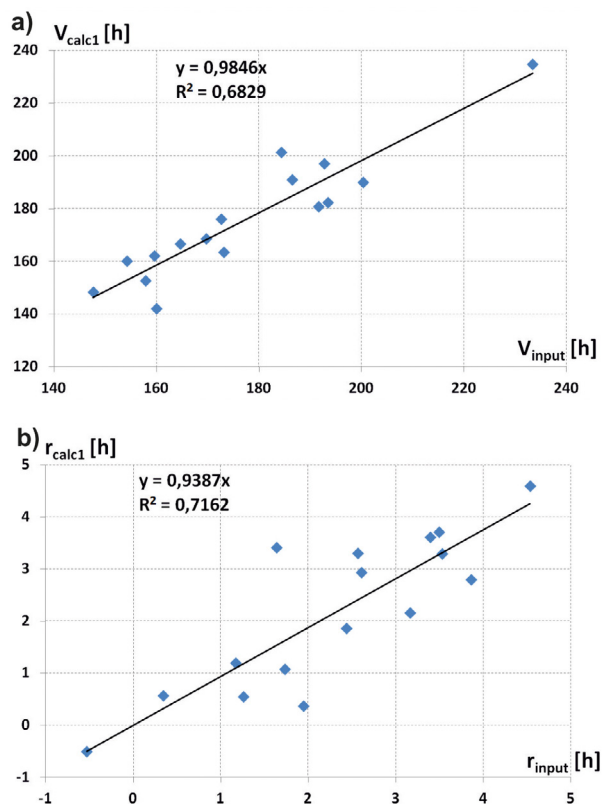 a)
V_calc1 [h]
240
y = 0,9846x
R² = 0,6829
220
200
180
160
140
120
V_input [h]
140 160 180 200 220 240
b) r_calc1 [h]
5
y = 0,9387x
R² = 0,7162
4
3
2
1
0
-1
r_input [h]
-1 0 1 2 3 4 5